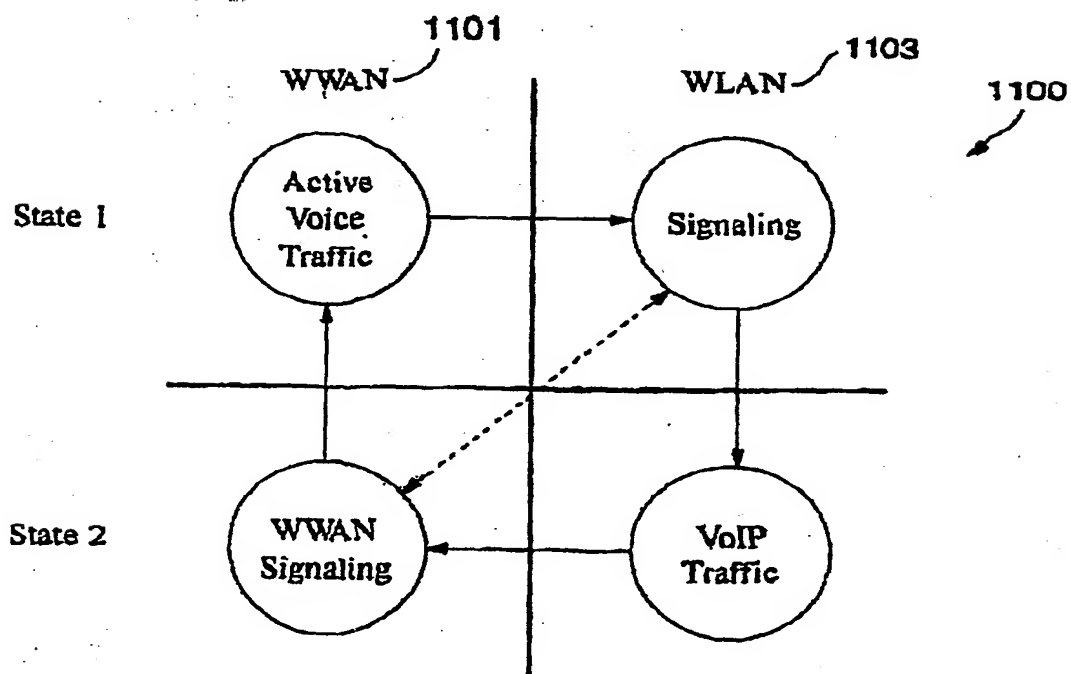 1101
1103
WWAN
WLAN
1100
State 1
Active
Voice
Traffic
Signaling
State 2
WWAN
Signaling
VoIP
Traffic